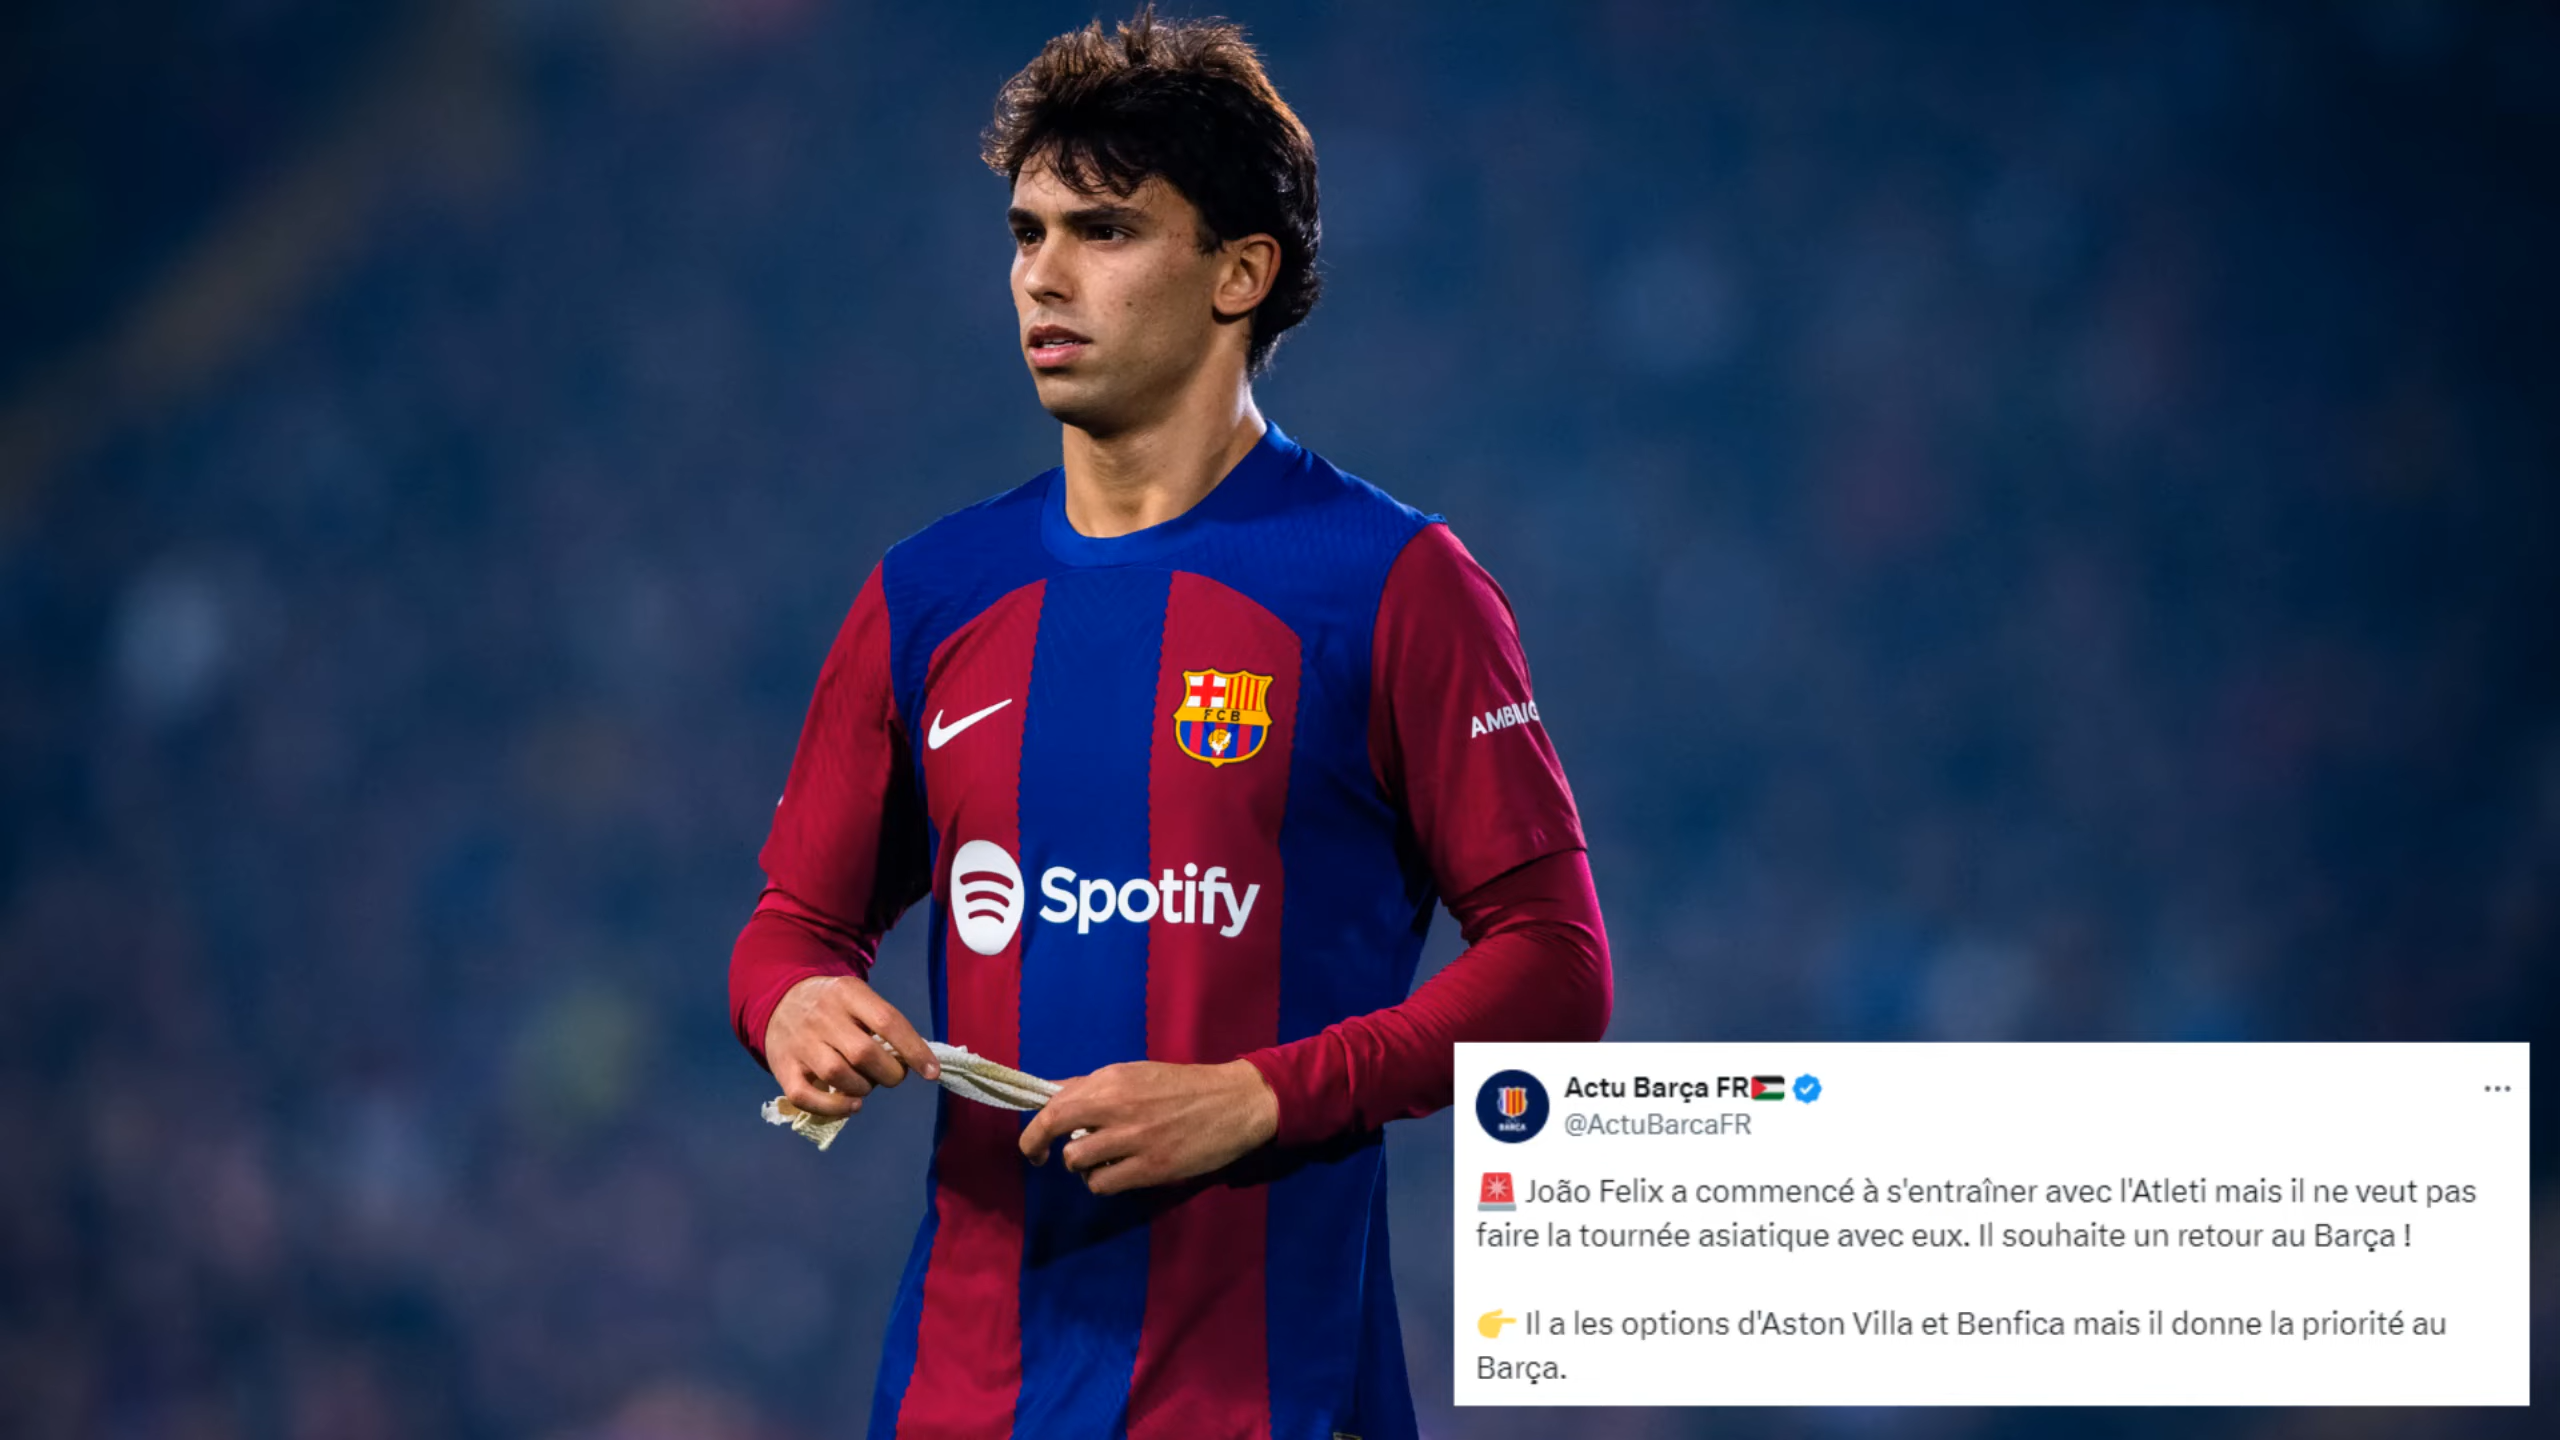 FCB
Spotify
Actu Barça FR🇵🇸
@ActuBarcaFR
BARÇA
🚨 João Felix a commencé à s'entraîner avec l'Atleti mais il ne veut pas
faire la tournée asiatique avec eux. Il souhaite un retour au Barça !
👉 Il a les options d'Aston Villa et Benfica mais il donne la priorité au
Barça.